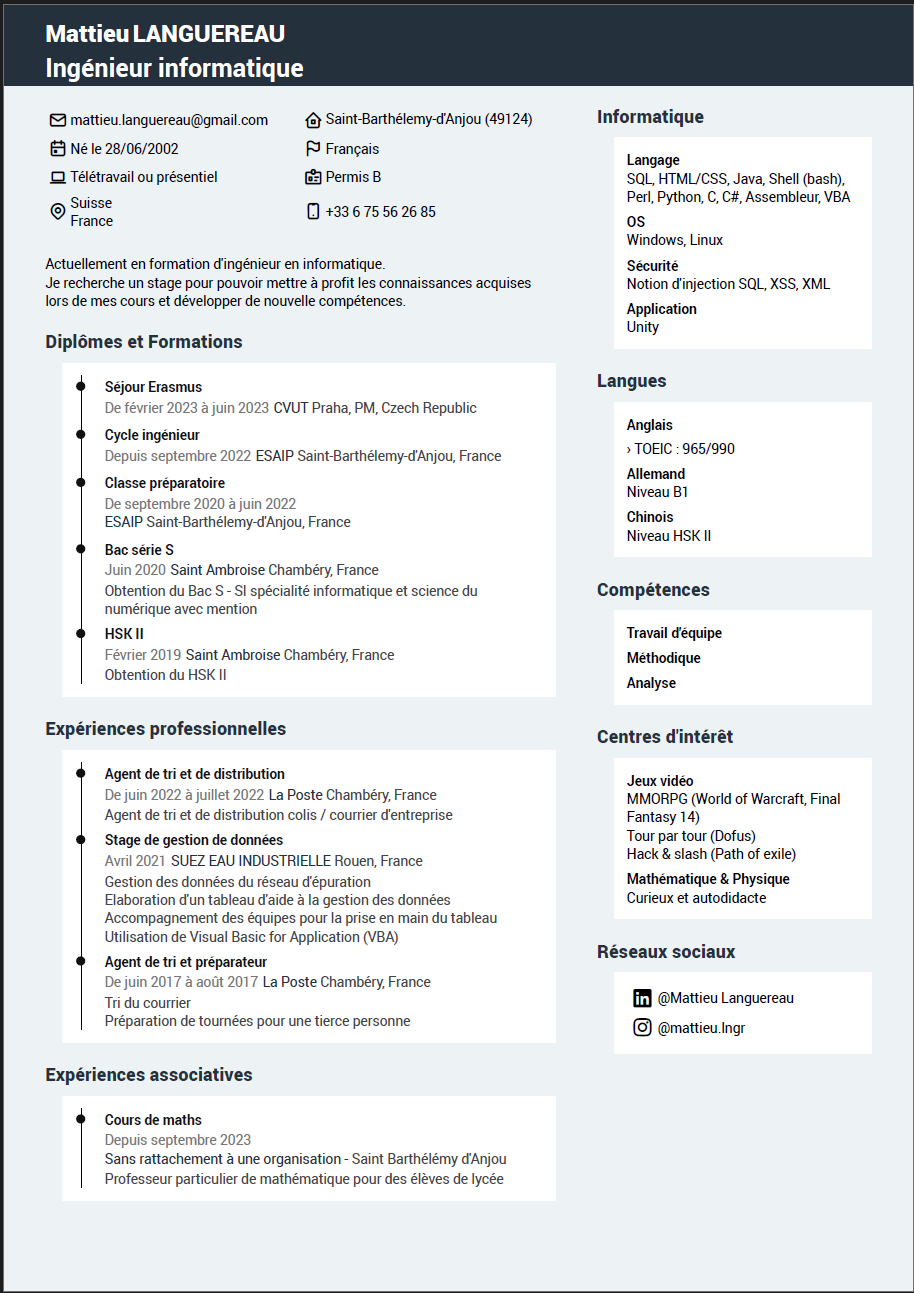 Mattieu LANGUEREAU
Ingénieur informatique
mattieu.languereau@gmail.com
Saint-Barthélemy-d'Anjou (49124)
Né le 28/06/2002
Français
Télétravail ou présentiel
Permis B
Suisse
France
+33 6 75 56 26 85
Actuellement en formation d'ingénieur en informatique.
Je recherche un stage pour pouvoir mettre à profit les connaissances acquises
lors de mes cours et développer de nouvelle compétences.
Diplômes et Formations
Séjour Erasmus
De février 2023 à juin 2023 CVUT Praha, PM, Czech Republic
Cycle ingénieur
Depuis septembre 2022 ESAIP Saint-Barthélemy-d'Anjou, France
Classe préparatoire
De septembre 2020 à juin 2022
ESAIP Saint-Barthélemy-d'Anjou, France
Bac série S
Juin 2020 Saint Ambroise Chambéry, France
Obtention du Bac S - SI spécialité informatique et science du
numérique avec mention
HSK II
Février 2019 Saint Ambroise Chambéry, France
Obtention du HSK II
Expériences professionnelles
Agent de tri et de distribution
De juin 2022 à juillet 2022 La Poste Chambéry, France
Agent de tri et de distribution colis / courrier d'entreprise
Stage de gestion de données
Avril 2021 SUEZ EAU INDUSTRIELLE Rouen, France
Gestion des données du réseau d'épuration
Elaboration d'un tableau d'aide à la gestion des données
Accompagnement des équipes pour la prise en main du tableau
Utilisation de Visual Basic for Application (VBA)
Agent de tri et préparateur
De juin 2017 à août 2017 La Poste Chambéry, France
Tri du courrier
Préparation de tournées pour une tierce personne
Expériences associatives
Cours de maths
Depuis septembre 2023
Sans rattachement à une organisation - Saint Barthélémy d'Anjou
Professeur particulier de mathématique pour des élèves de lycée
Informatique
Langage
SQL, HTML/CSS, Java, Shell (bash),
Perl, Python, C, C#, Assembleur, VBA
OS
Windows, Linux
Sécurité
Notion d'injection SQL, XSS, XML
Application
Unity
Langues
Anglais
› TOEIC : 965/990
Allemand
Niveau B1
Chinois
Niveau HSK II
Compétences
Travail d'équipe
Méthodique
Analyse
Centres d'intérêt
Jeux vidéo
MMORPG (World of Warcraft, Final
Fantasy 14)
Tour par tour (Dofus)
Hack & slash (Path of exile)
Mathématique & Physique
Curieux et autodidacte
Réseaux sociaux
@Mattieu Languereau
@mattieu.lngr